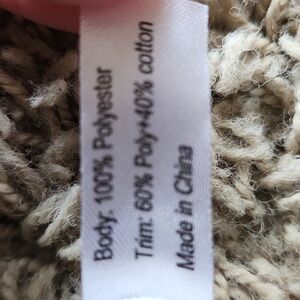 Body: 100% Polyester
Trim: 60% Poly+40% cotton
Made in China